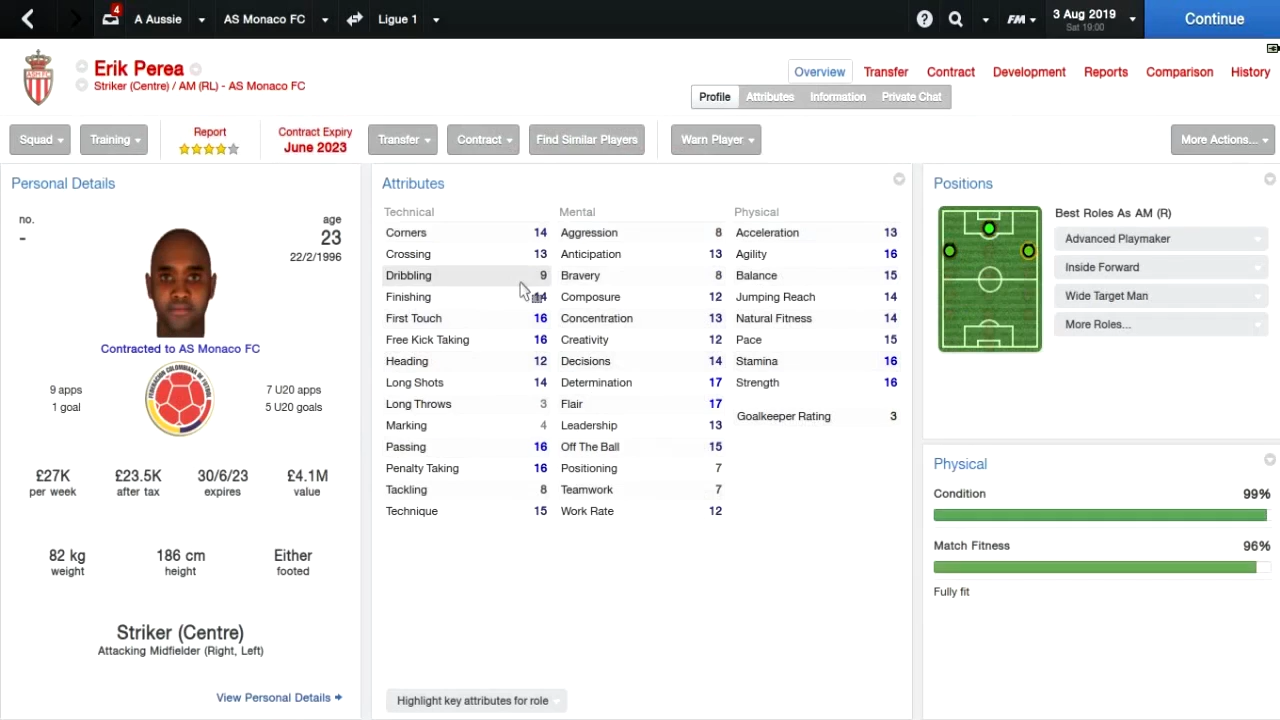 4
A Aussie
AS Monaco FC
Ligue 1
FM
3 Aug 2019
Sat 19:00
Continue
Erik Perea
Striker (Centre) / AM (RL) - AS Monaco FC
Overview Transfer Contract Development Reports Comparison History
Profile Attributes Information Private Chat
Squad
Training
Report
Contract Expiry
June 2023
Transfer
Contract
Find Similar Players
Warn Player
More Actions...
Personal Details
no.
-
age
23
22/2/1996
Contracted to AS Monaco FC
9 apps
1 goal
FEDERACION COLOMBIANA DE FUTBOL
7 U20 apps
5 U20 goals
£27K per week
£23.5K after tax
30/6/23 expires
£4.1M value
82 kg weight
186 cm height
Either footed
Striker (Centre)
Attacking Midfielder (Right, Left)
View Personal Details
Attributes
Technical
Corners 14
Crossing 13
Dribbling 9
Finishing 14
First Touch 16
Free Kick Taking 16
Heading 12
Long Shots 14
Long Throws 3
Marking 4
Passing 16
Penalty Taking 16
Tackling 8
Technique 15
Mental
Aggression 8
Anticipation 13
Bravery 8
Composure 12
Concentration 13
Creativity 12
Decisions 14
Determination 17
Flair 17
Leadership 13
Off The Ball 15
Positioning 7
Teamwork 7
Work Rate 12
Physical
Acceleration 13
Agility 16
Balance 15
Jumping Reach 14
Natural Fitness 14
Pace 15
Stamina 16
Strength 16
Goalkeeper Rating 3
Highlight key attributes for role
Positions
Best Roles As AM (R)
Advanced Playmaker
Inside Forward
Wide Target Man
More Roles...
Physical
Condition 99%
Match Fitness 96%
Fully fit